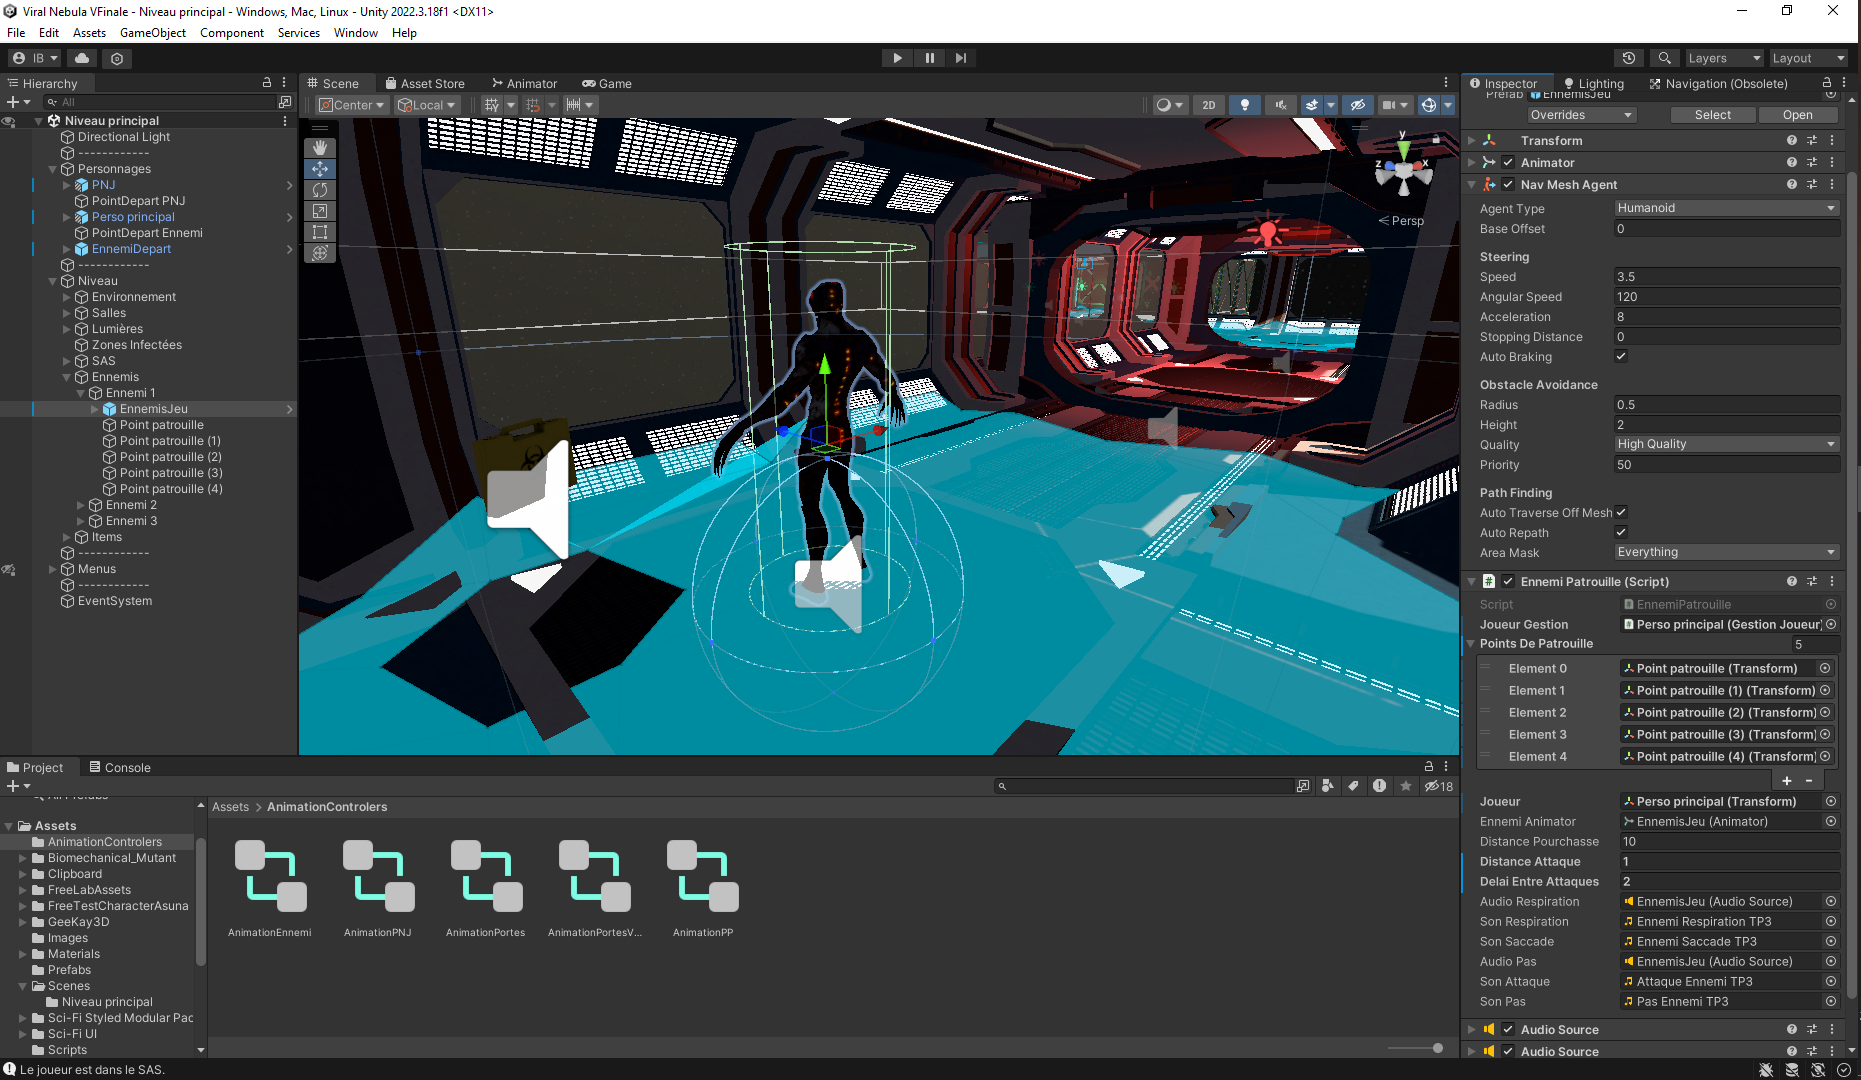 Viral Nebula VFinale - Niveau principal - Windows, Mac, Linux - Unity 2022.3.18f1 <DX11>
File Edit Assets GameObject Component Services Window Help
IB
Layers
Layout
Hierarchy
All
Niveau principal
Directional Light
------------
Personnages
PNJ
PointDepart PNJ
Perso principal
PointDepart Ennemi
EnnemiDepart
------------
Niveau
Environnement
Salles
Lumières
Zones Infectées
SAS
Ennemis
Ennemi 1
EnnemisJeu
Point patrouille
Point patrouille (1)
Point patrouille (2)
Point patrouille (3)
Point patrouille (4)
Ennemi 2
Ennemi 3
Items
------------
Menus
------------
EventSystem
Scene Asset Store Animator Game
Center Local
2D
y
z
x
Persp
Inspector Lighting Navigation (Obsolete)
Prefab EnnemisJeu
Overrides Select Open
Transform
Animator
Nav Mesh Agent
Agent Type Humanoid
Base Offset 0
Steering
Speed 3.5
Angular Speed 120
Acceleration 8
Stopping Distance 0
Auto Braking
Obstacle Avoidance
Radius 0.5
Height 2
Quality High Quality
Priority 50
Path Finding
Auto Traverse Off Mesh
Auto Repath
Area Mask Everything
Ennemi Patrouille (Script)
Script EnnemiPatrouille
Joueur Gestion Perso principal (Gestion Joueur)
Points De Patrouille 5
Element 0 Point patrouille (Transform)
Element 1 Point patrouille (1) (Transform)
Element 2 Point patrouille (2) (Transform)
Element 3 Point patrouille (3) (Transform)
Element 4 Point patrouille (4) (Transform)
+ -
Joueur Perso principal (Transform)
Ennemi Animator EnnemisJeu (Animator)
Distance Pourchasse 10
Distance Attaque 1
Delai Entre Attaques 2
Audio Respiration EnnemisJeu (Audio Source)
Son Respiration Ennemi Respiration TP3
Son Saccade Ennemi Saccade TP3
Audio Pas EnnemisJeu (Audio Source)
Son Attaque Attaque Ennemi TP3
Son Pas Pas Ennemi TP3
Audio Source
Audio Source
Project Console
18
All Prefabs
Assets
AnimationControlers
Biomechanical_Mutant
Clipboard
FreeLabAssets
FreeTestCharacterAsuna
GeeKay3D
Images
Materials
Prefabs
Scenes
Niveau principal
Sci-Fi Styled Modular Pac
Sci-Fi UI
Scripts
Assets > AnimationControlers
AnimationEnnemi
AnimationPNJ
AnimationPortes
AnimationPortesV...
AnimationPP
Le joueur est dans le SAS.